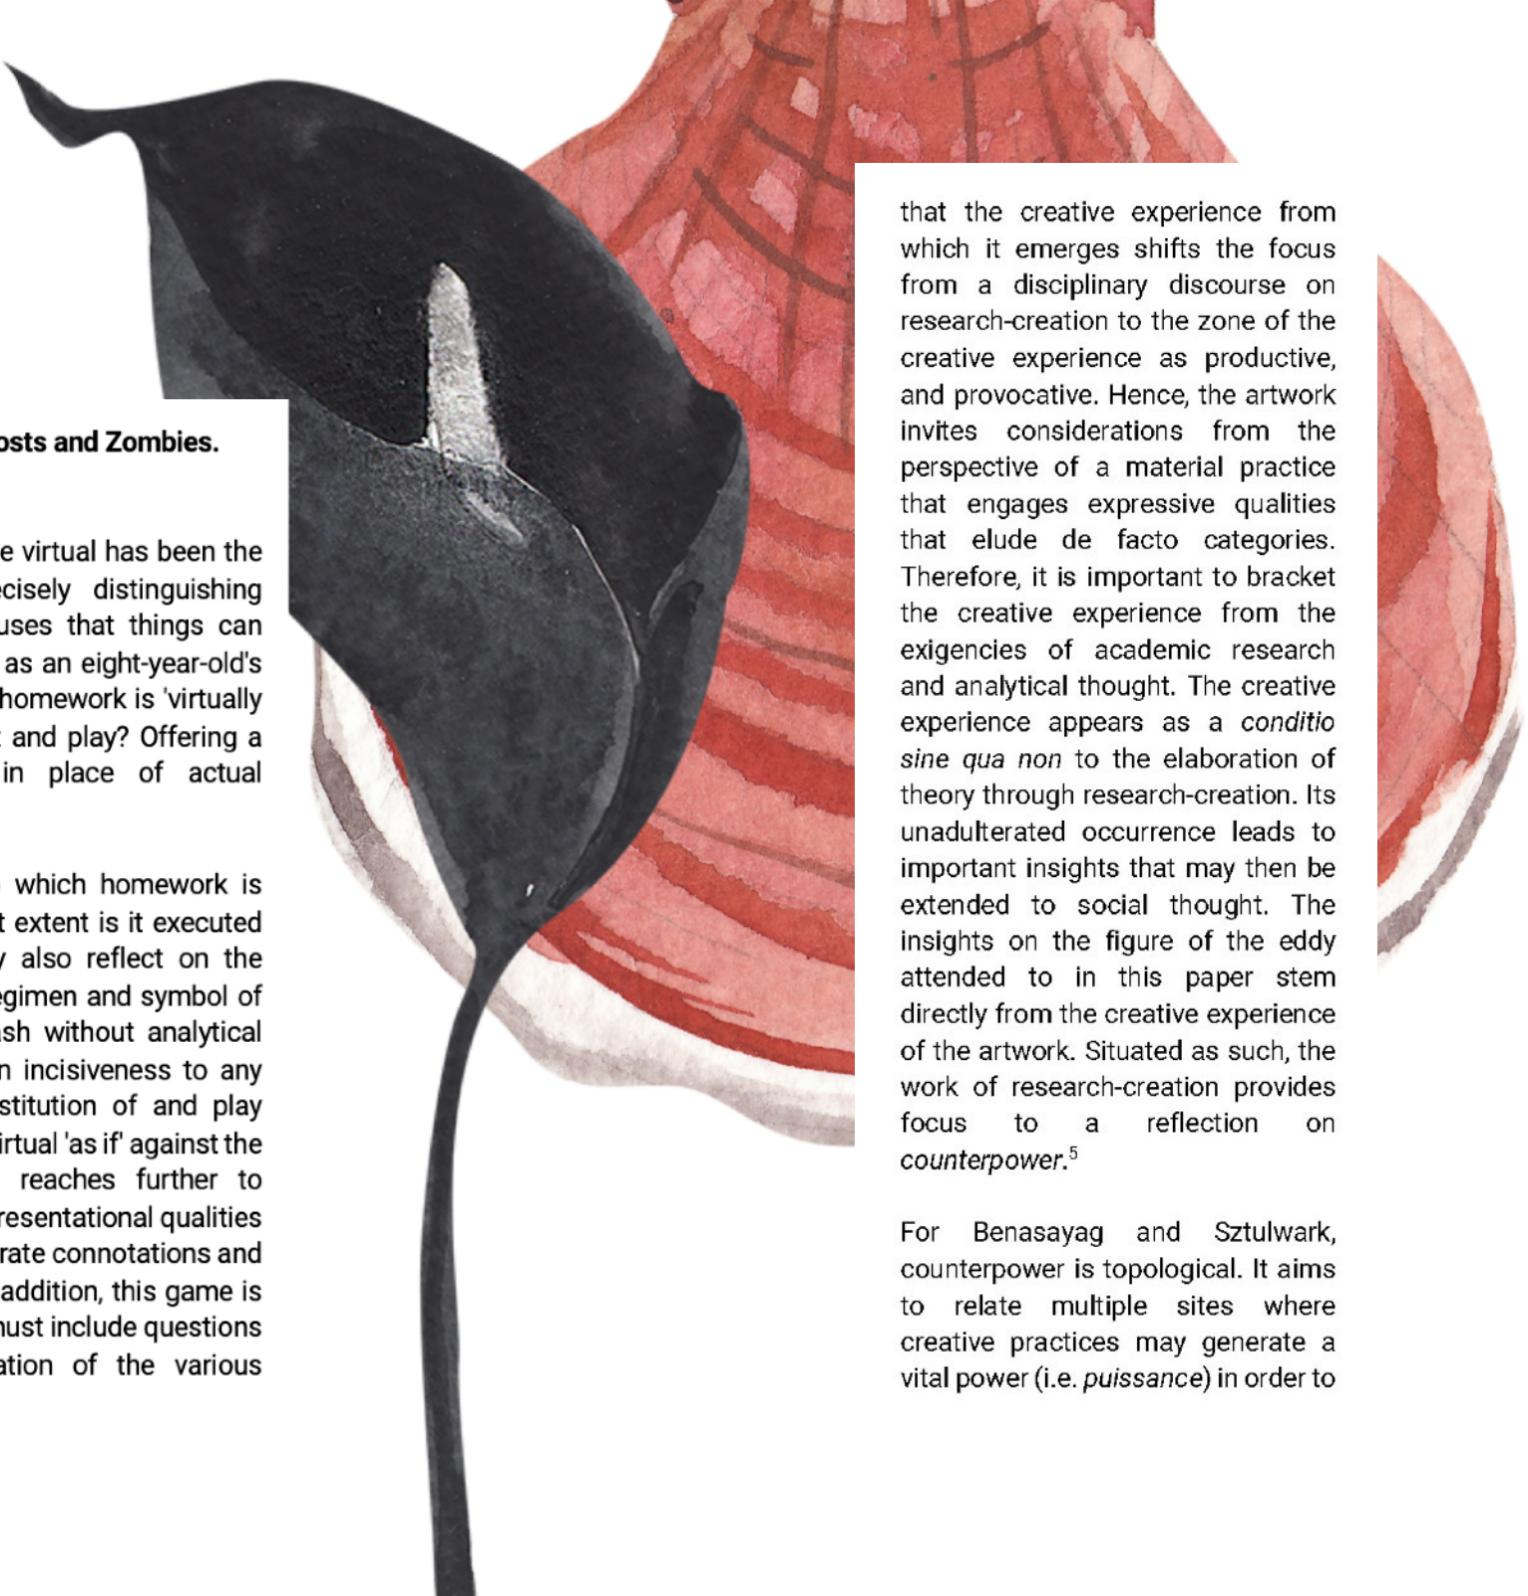 osts and Zombies.
e virtual has been the
cisely distinguishing
uses that things can
as an eight-year-old's
homework is 'virtually
and play? Offering a
in place of actual
which homework is
t extent is it executed
y also reflect on the
egimen and symbol of
ash without analytical
n incisiveness to any
stitution of and play
irtual 'as if' against the
reaches further to
resentational qualities
rate connotations and
addition, this game is
nust include questions
ation of the various
that the creative experience from
which it emerges shifts the focus
from a disciplinary discourse on
research-creation to the zone of the
creative experience as productive,
and provocative. Hence, the artwork
invites considerations from the
perspective of a material practice
that engages expressive qualities
that elude de facto categories.
Therefore, it is important to bracket
the creative experience from the
exigencies of academic research
and analytical thought. The creative
experience appears as a conditio
sine qua non to the elaboration of
theory through research-creation. Its
unadulterated occurrence leads to
important insights that may then be
extended to social thought. The
insights on the figure of the eddy
attended to in this paper stem
directly from the creative experience
of the artwork. Situated as such, the
work of research-creation provides
focus to a reflection on
counterpower.⁵
For Benasayag and Sztulwark,
counterpower is topological. It aims
to relate multiple sites where
creative practices may generate a
vital power (i.e. puissance) in order to